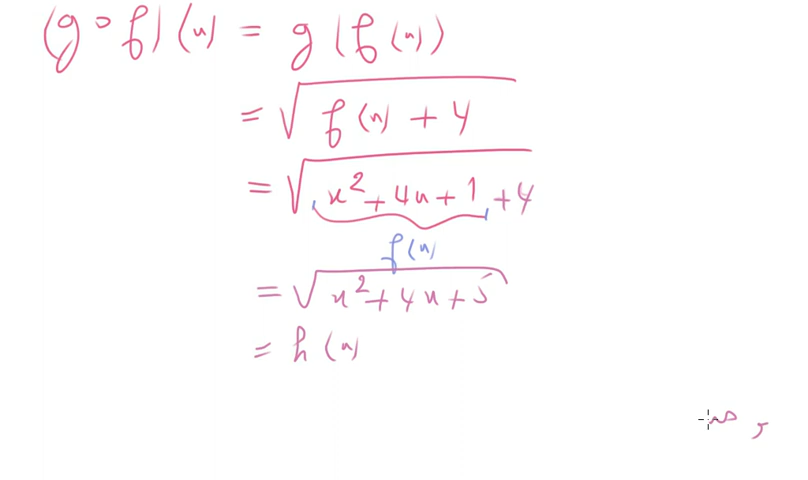 (g ∘ f)(x) = g(f(x))
= √(f(x) + 4)
= √(x² + 4x + 1 + 4)
f(x)
= √(x² + 4x + 5)
= h(x)